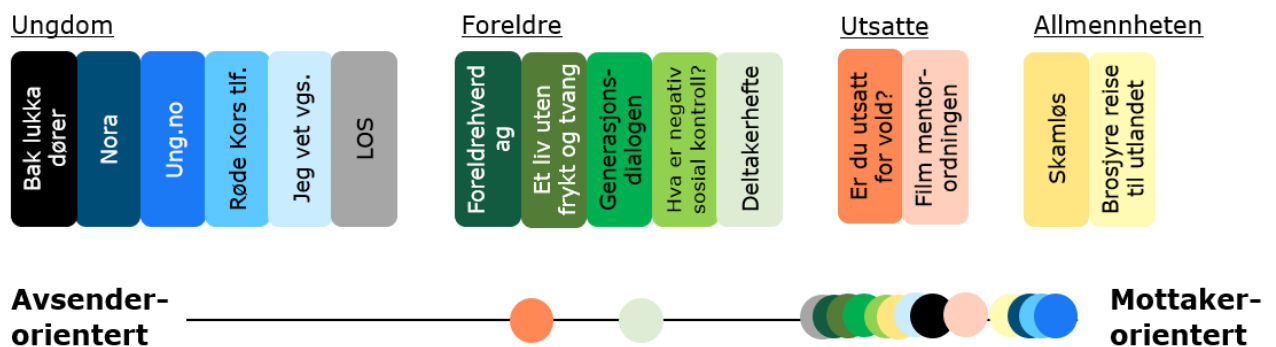 Ungdom
Foreldre
Utsatte
Allmennheten
Bak lukka
dører
Nora
Ung.no
Røde Kors tlf.
Jeg vet vgs.
LOS
Foreldrehverd
ag
Et liv uten
frykt og tvang
Generasjons-
dialogen
Hva er negativ
sosial kontroll?
Deltakerhefte
Er du utsatt
for vold?
Film mentor-
ordningen
Skamløs
Brosjyre reise
til utlandet
Avsender-
orientert
Mottaker-
orientert